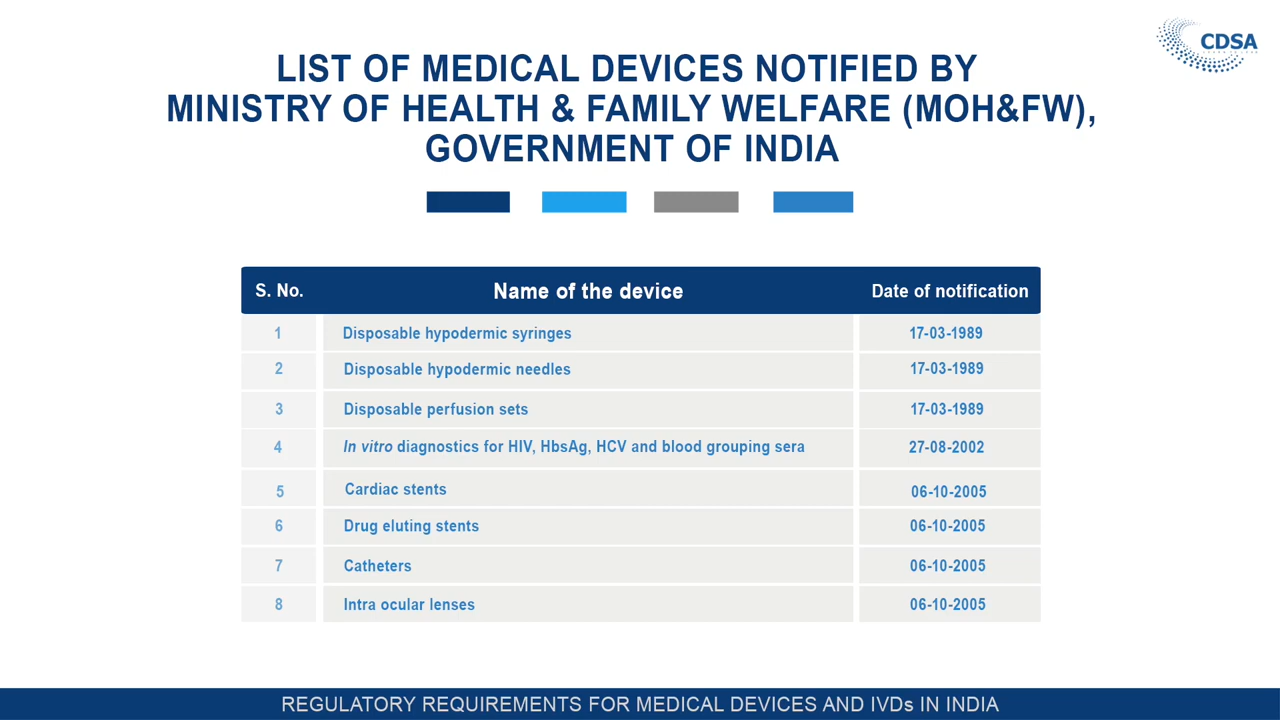 CDSA
LIST OF MEDICAL DEVICES NOTIFIED BY
MINISTRY OF HEALTH & FAMILY WELFARE (MOH&FW),
GOVERNMENT OF INDIA
S. No. Name of the device Date of notification
1 Disposable hypodermic syringes 17-03-1989
2 Disposable hypodermic needles 17-03-1989
3 Disposable perfusion sets 17-03-1989
4 In vitro diagnostics for HIV, HbsAg, HCV and blood grouping sera 27-08-2002
5 Cardiac stents 06-10-2005
6 Drug eluting stents 06-10-2005
7 Catheters 06-10-2005
8 Intra ocular lenses 06-10-2005
REGULATORY REQUIREMENTS FOR MEDICAL DEVICES AND IVDs IN INDIA